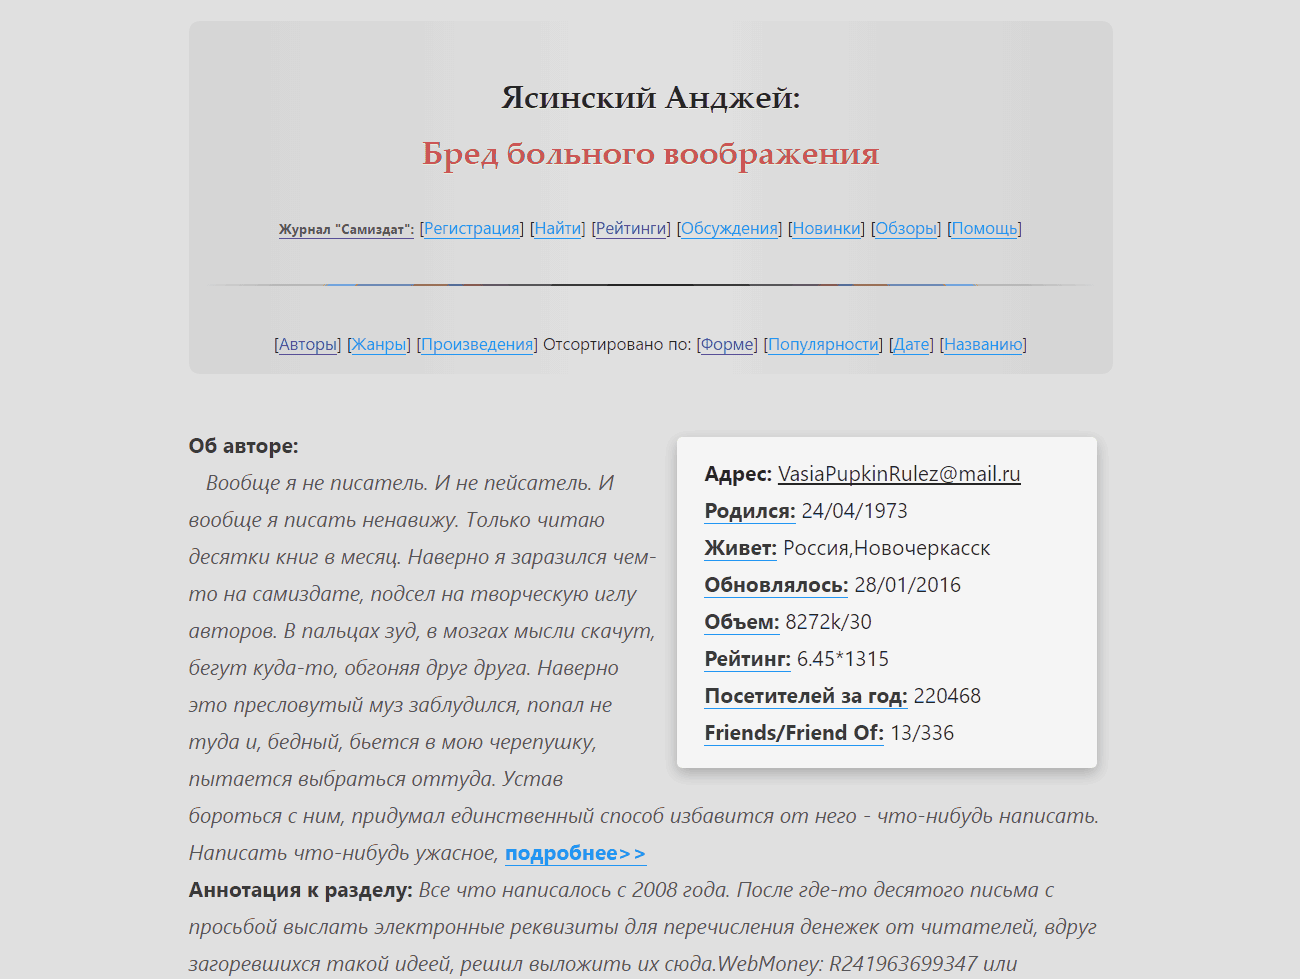 Ясинский Анджей:
Бред больного воображения
Журнал "Самиздат": [Регистрация] [Найти] [Рейтинги] [Обсуждения] [Новинки] [Обзоры] [Помощь]
[Авторы] [Жанры] [Произведения] Отсортировано по: [Форме] [Популярности] [Дате] [Названию]
Об авторе:
Вообще я не писатель. И не пейсатель. И
вообще я писать ненавижу. Только читаю
десятки книг в месяц. Наверно я заразился чем-
то на самиздате, подсел на творческую иглу
авторов. В пальцах зуд, в мозгах мысли скачут,
бегут куда-то, обгоняя друг друга. Наверно
это пресловутый муз заблудился, попал не
туда и, бедный, бьется в мою черепушку,
пытается выбраться оттуда. Устав
бороться с ним, придумал единственный способ избавится от него - что-нибудь написать.
Написать что-нибудь ужасное, подробнее>>
Адрес: VasiaPupkinRulez@mail.ru
Родился: 24/04/1973
Живет: Россия,Новочеркасск
Обновлялось: 28/01/2016
Объем: 8272k/30
Рейтинг: 6.45*1315
Посетителей за год: 220468
Friends/Friend Of: 13/336
Аннотация к разделу: Все что написалось с 2008 года. После где-то десятого письма с
просьбой выслать электронные реквизиты для перечисления денежек от читателей, вдруг
загоревшихся такой идеей, решил выложить их сюда.WebMoney: R241963699347 или